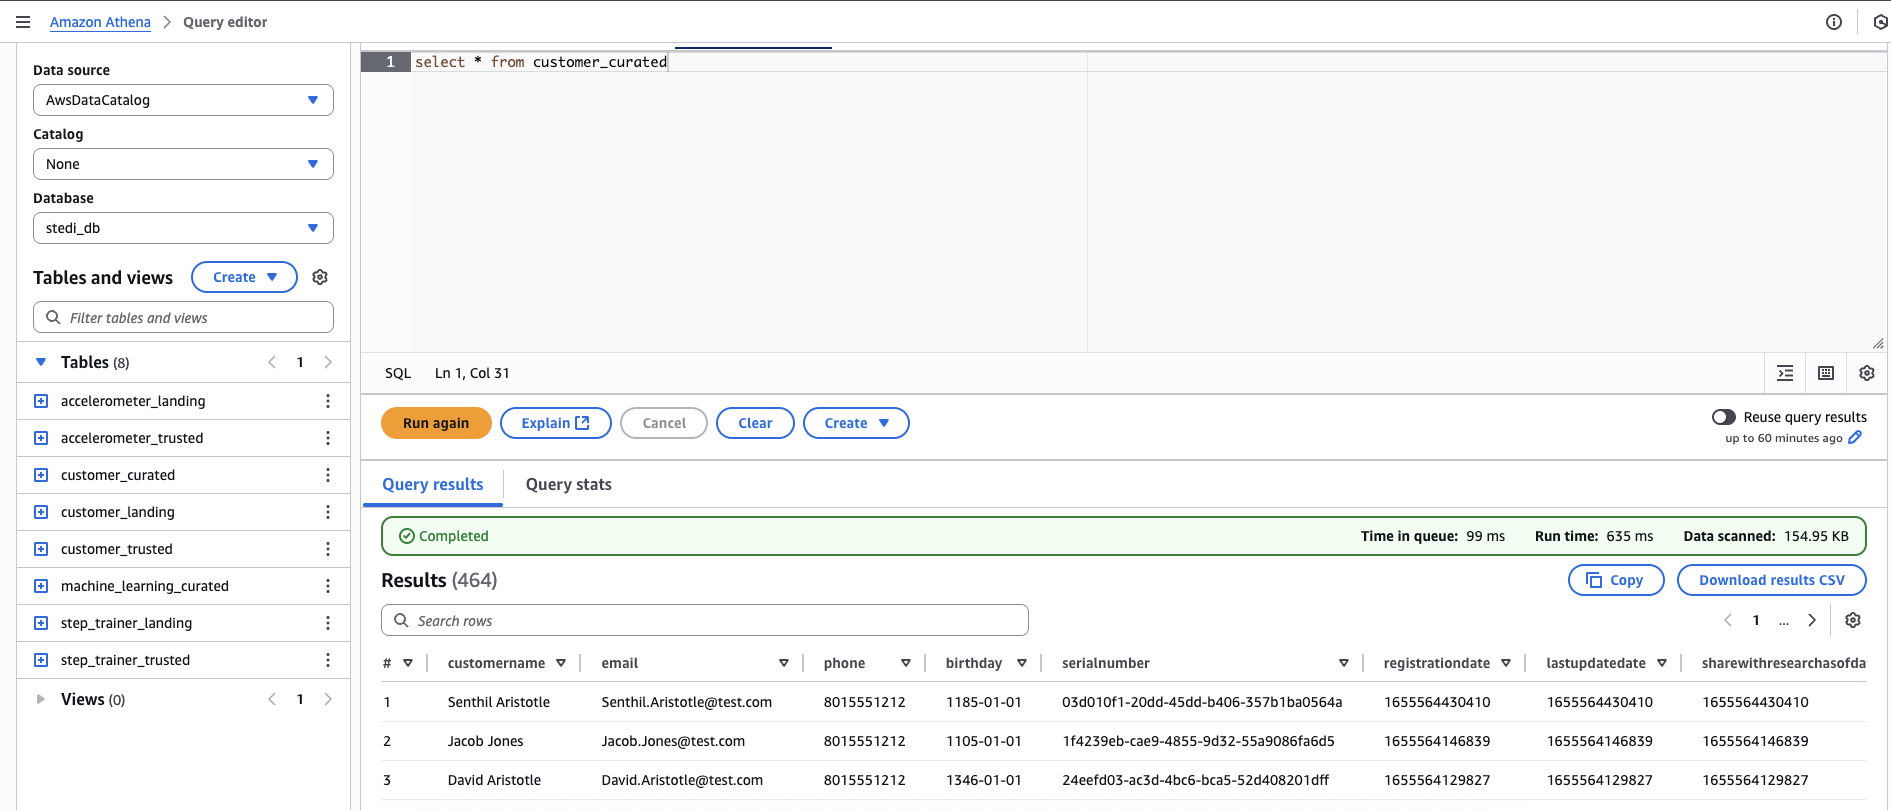 Amazon Athena > Query editor
Data source
AwsDataCatalog
Catalog
None
Database
stedi_db
Tables and views
Create
Filter tables and views
Tables (8)
1
accelerometer_landing
accelerometer_trusted
customer_curated
customer_landing
customer_trusted
machine_learning_curated
step_trainer_landing
step_trainer_trusted
Views (0)
1
1 select * from customer_curated
SQL Ln 1, Col 31
Run again Explain Cancel Clear Create
Reuse query results
up to 60 minutes ago
Query results Query stats
Completed Time in queue: 99 ms Run time: 635 ms Data scanned: 154.95 KB
Results (464) Copy Download results CSV
Search rows 1 ...
# customername email phone birthday serialnumber registrationdate lastupdatedate sharewithresearchasofda
1 Senthil Aristotle Senthil.Aristotle@test.com 8015551212 1185-01-01 03d010f1-20dd-45dd-b406-357b1ba0564a 1655564430410 1655564430410 1655564430410
2 Jacob Jones Jacob.Jones@test.com 8015551212 1105-01-01 1f4239eb-cae9-4855-9d32-55a9086fa6d5 1655564146839 1655564146839 1655564146839
3 David Aristotle David.Aristotle@test.com 8015551212 1346-01-01 24eefd03-ac3d-4bc6-bca5-52d408201dff 1655564129827 1655564129827 1655564129827